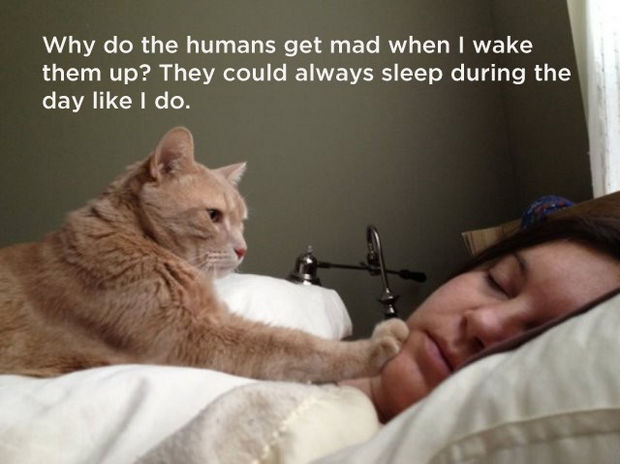 Why do the humans get mad when I wake
them up? They could always sleep during the
day like I do.